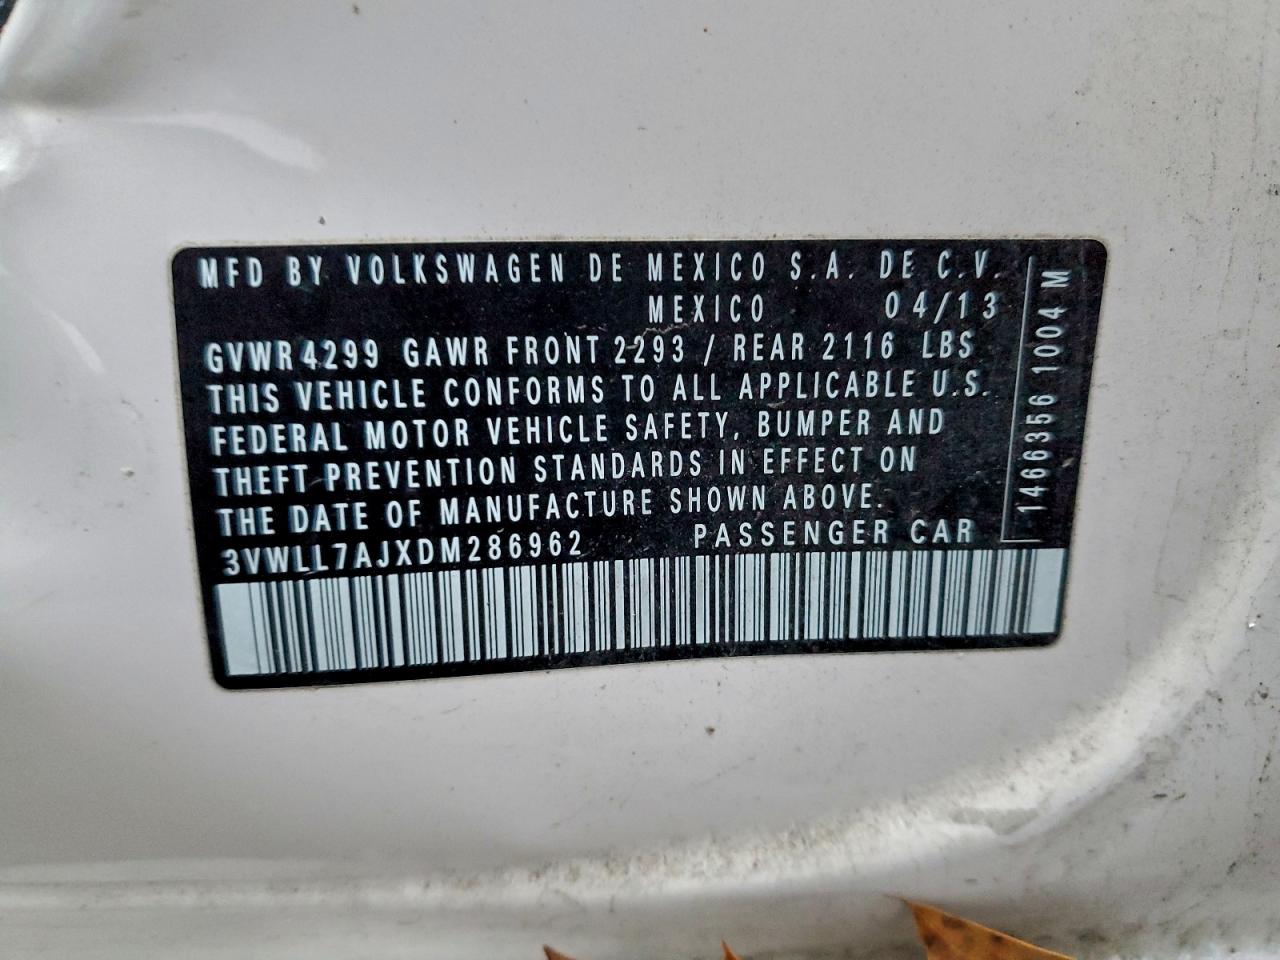 MFD BY VOLKSWAGEN DE MEXICO S.A. DE C.V.
MEXICO 04/13
GVWR 4299 GAWR FRONT 2293 / REAR 2116 LBS
THIS VEHICLE CONFORMS TO ALL APPLICABLE U.S.
FEDERAL MOTOR VEHICLE SAFETY, BUMPER AND
THEFT PREVENTION STANDARDS IN EFFECT ON
THE DATE OF MANUFACTURE SHOWN ABOVE.
3VWLL7AJXDM286962 PASSENGER CAR
1466356 1004 M